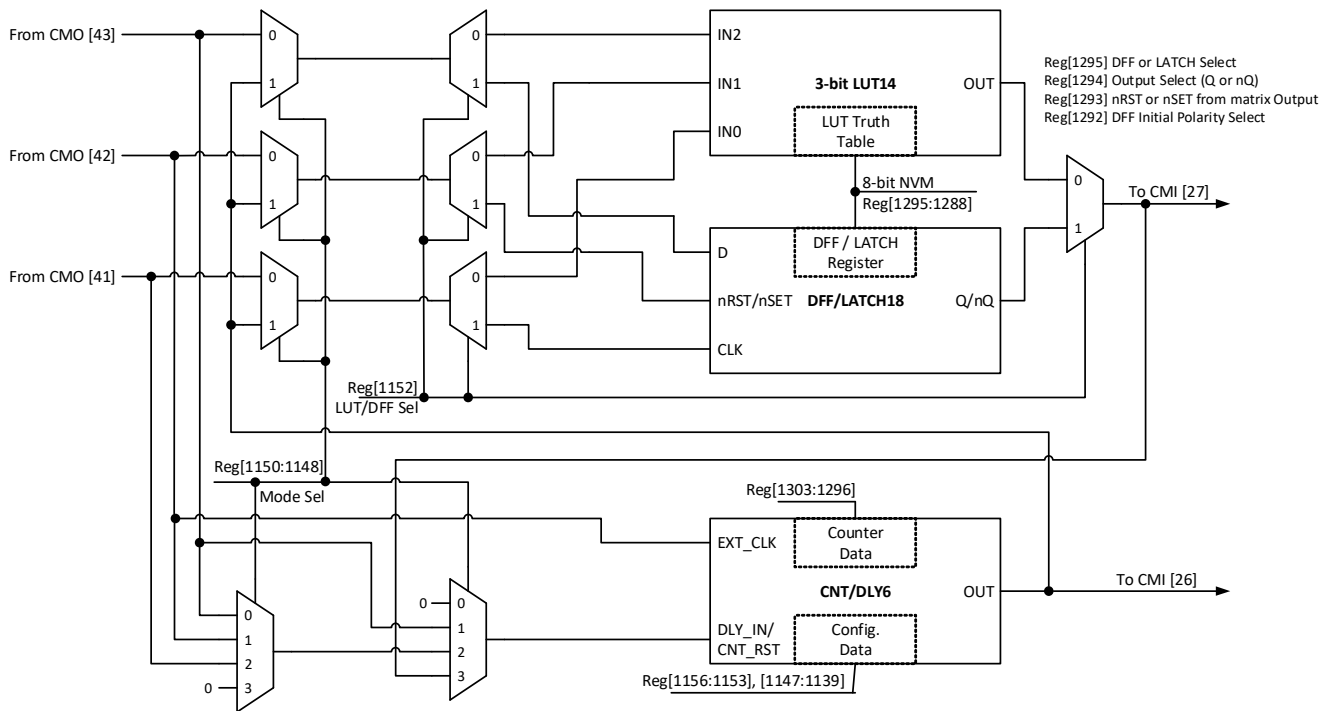 From CMO [43]
0
1
0
1
IN2
IN1
IN0
3-bit LUT14
OUT
LUT Truth
Table
Reg[1295] DFF or LATCH Select
Reg[1294] Output Select (Q or nQ)
Reg[1293] nRST or nSET from matrix Output
Reg[1292] DFF Initial Polarity Select
From CMO [42]
0
1
0
1
8-bit NVM
Reg[1295:1288]
0
1
To CMI [27]
From CMO [41]
0
1
0
1
D
nRST/nSET
CLK
DFF / LATCH
Register
DFF/LATCH18
Q/nQ
Reg[1152]
LUT/DFF Sel
Reg[1150:1148]
Mode Sel
Reg[1303:1296]
EXT_CLK
Counter
Data
CNT/DLY6
OUT
To CMI [26]
DLY_IN/
CNT_RST
Config.
Data
0
1
2
0
3
0
0
1
2
3
Reg[1156:1153], [1147:1139]